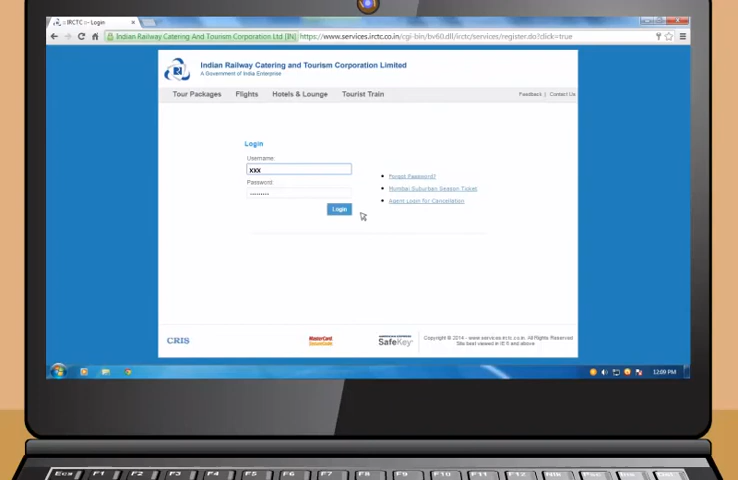 :: IRCTC :- Login
Indian Railway Catering And Tourism Corporation Ltd [IN] https://www.services.irctc.co.in/cgi-bin/bv60.dll/irctc/services/register.do?click=true
Indian Railway Catering and Tourism Corporation Limited
A Government of India Enterprise
Tour Packages Flights Hotels & Lounge Tourist Train Feedback | Contact Us
Login
Username:
xxx
Password:
Login
Forgot Password?
Mumbai Suburban Season Ticket
Agent Login for Cancellation
CRIS
MasterCard
SecureCode
SafeKey
Copyright © 2014 - www.services.irctc.co.in. All Rights Reserved
Site best viewed in IE 6 and above
12:09 PM
F1 F2 F3 F4 F5 F6 F7 F8 F9 F10 F11 F12